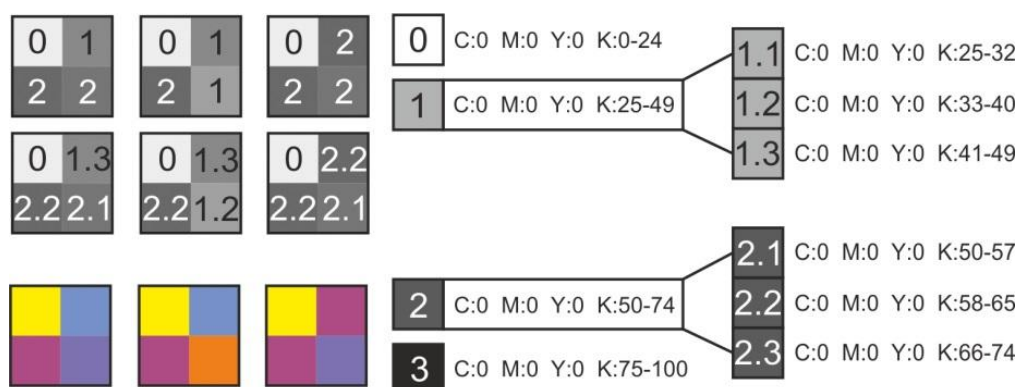 0 1 0 1 0 2
2 2 2 1 2 2
0 1.3 0 1.3 0 2.2
2.2 2.1 2.2 1.2 2.2 2.1
0 C:0 M:0 Y:0 K:0-24
1 C:0 M:0 Y:0 K:25-49
1.1 C:0 M:0 Y:0 K:25-32
1.2 C:0 M:0 Y:0 K:33-40
1.3 C:0 M:0 Y:0 K:41-49
2 C:0 M:0 Y:0 K:50-74
3 C:0 M:0 Y:0 K:75-100
2.1 C:0 M:0 Y:0 K:50-57
2.2 C:0 M:0 Y:0 K:58-65
2.3 C:0 M:0 Y:0 K:66-74